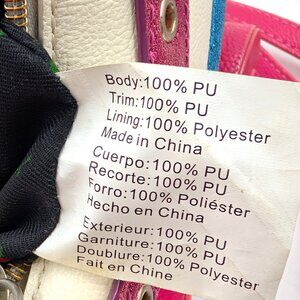 Body:100% PU
Trim:100% PU
Lining:100% Polyester
Made in China
Cuerpo:100% PU
Recorte:100% PU
Forro:100% Poliéster
Hecho en China
Exterieur:100% PU
Garniture:100% PU
Doublure:100% Polyester
Fait en Chine